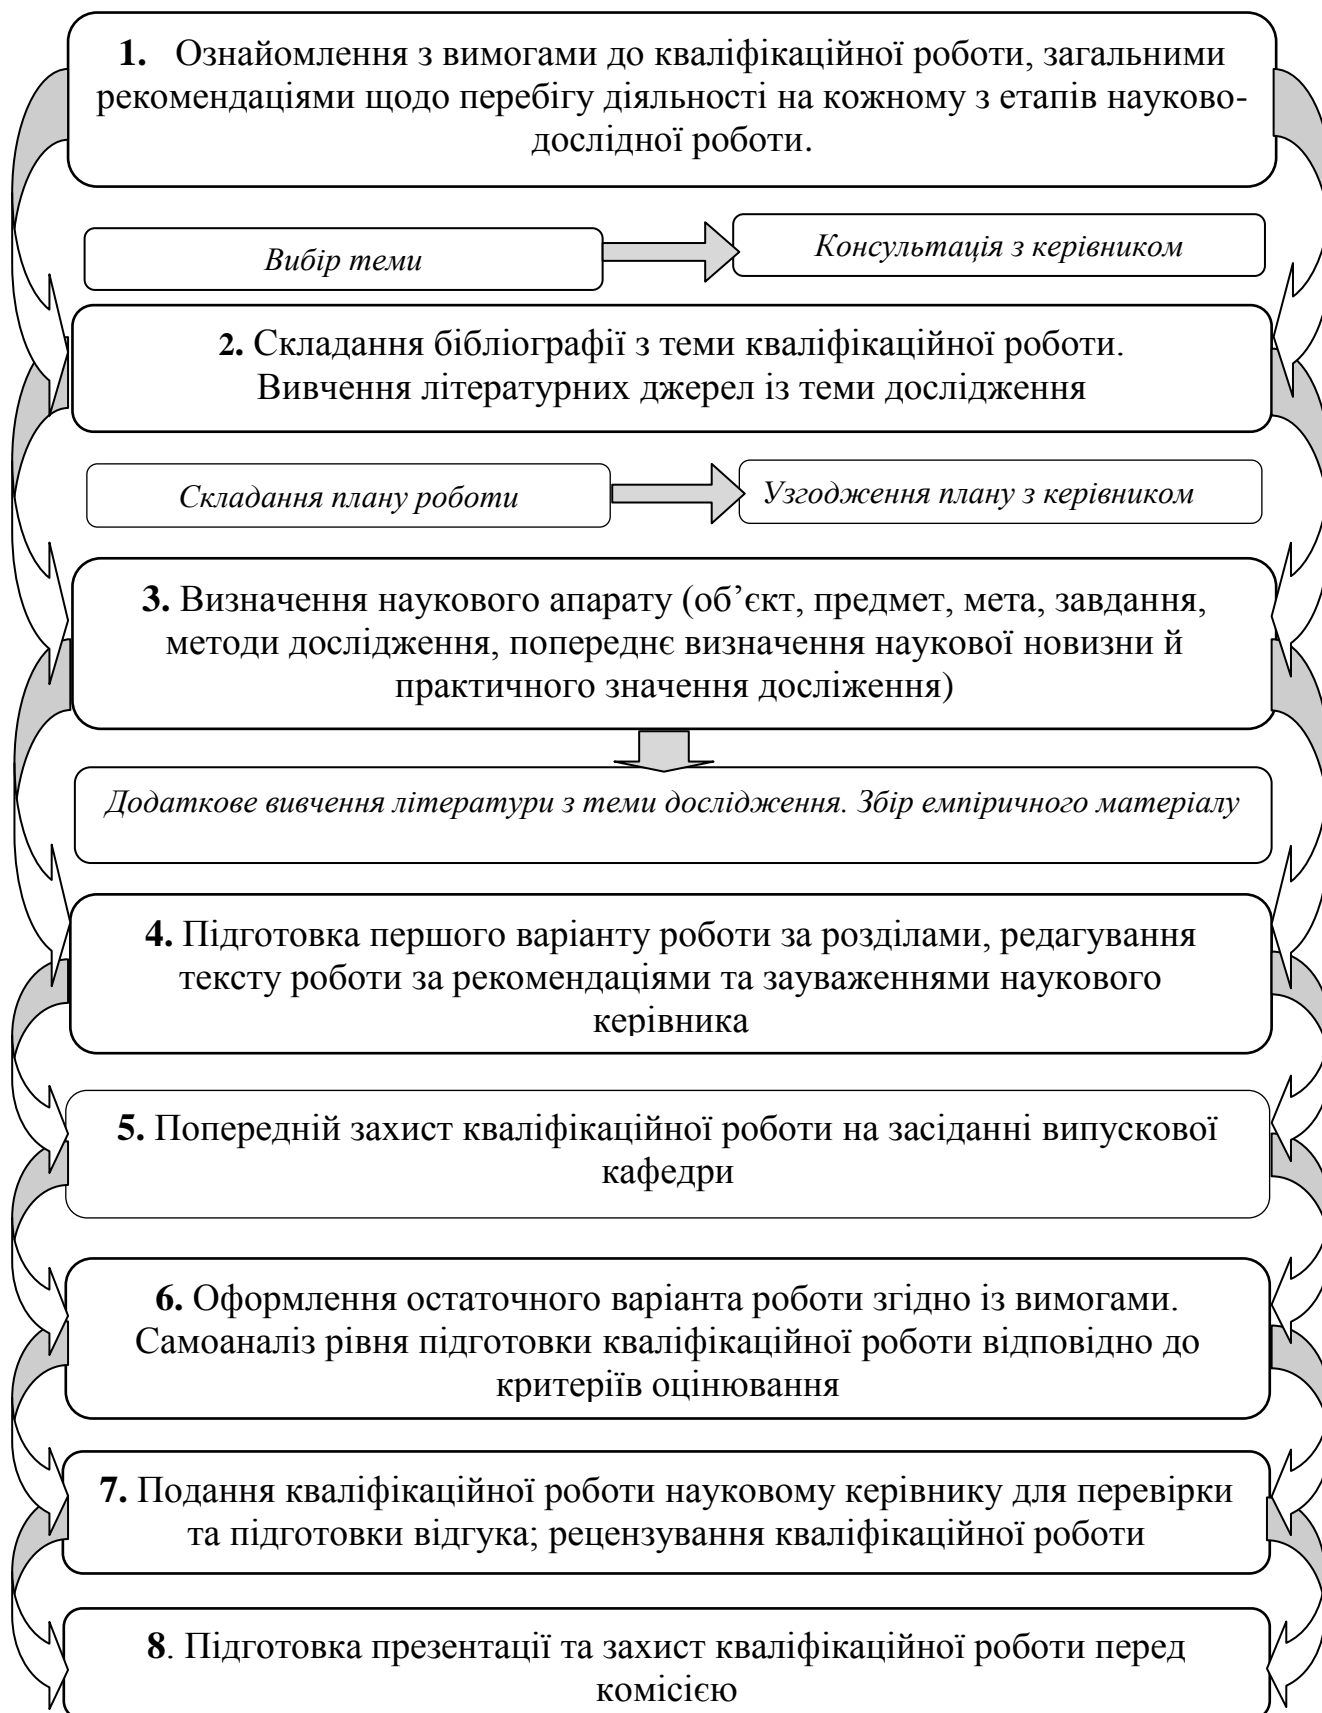 1. Ознайомлення з вимогами до кваліфікаційної роботи, загальними
рекомендаціями щодо перебігу діяльності на кожному з етапів науково-
дослідної роботи.
Вибір теми
Консультація з керівником
2. Складання бібліографії з теми кваліфікаційної роботи.
Вивчення літературних джерел із теми дослідження
Складання плану роботи
Узгодження плану з керівником
3. Визначення наукового апарату (об’єкт, предмет, мета, завдання,
методи дослідження, попереднє визначення наукової новизни й
практичного значення досліження)
Додаткове вивчення літератури з теми дослідження. Збір емпіричного матеріалу
4. Підготовка першого варіанту роботи за розділами, редагування
тексту роботи за рекомендаціями та зауваженнями наукового
керівника
5. Попередній захист кваліфікаційної роботи на засіданні випускової
кафедри
6. Оформлення остаточного варіанта роботи згідно із вимогами.
Самоаналіз рівня підготовки кваліфікаційної роботи відповідно до
критеріїв оцінювання
7. Подання кваліфікаційної роботи науковому керівнику для перевірки
та підготовки відгука; рецензування кваліфікаційної роботи
8. Підготовка презентації та захист кваліфікаційної роботи перед
комісією